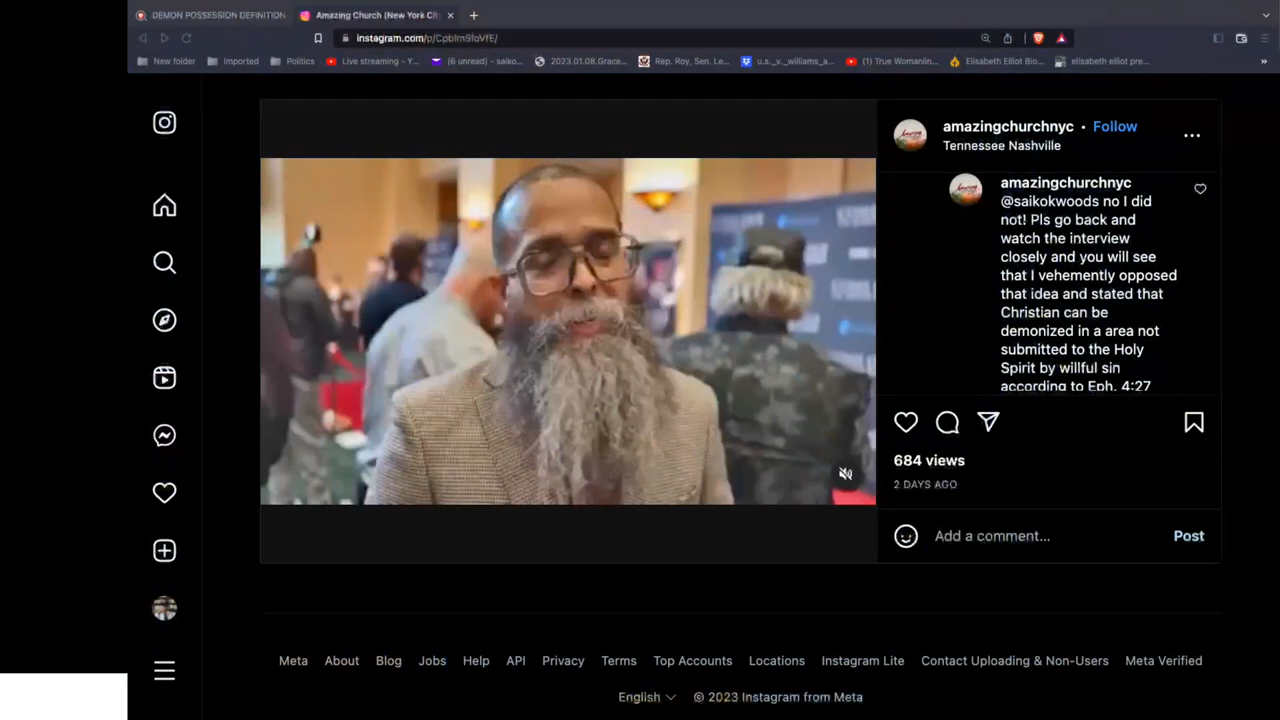 DEMON POSSESSION DEFINITION
Amazing Church (New York Cit
instagram.com/p/CpblmSfoVfE/
New folder
Imported
Politics
Live streaming - Y...
(6 unread) - saiko...
2023.01.08.Grace...
Rep. Roy, Sen. Le...
u.s._v._williams_a...
(1) True Womanlin...
Elisabeth Elliot Bio...
elisabeth elliot pre...
»
amazingchurchnyc • Follow
Tennessee Nashville
amazingchurchnyc
@saikokwoods no I did
not! Pls go back and
watch the interview
closely and you will see
that I vehemently opposed
that idea and stated that
Christian can be
demonized in a area not
submitted to the Holy
Spirit by willful sin
according to Eph. 4:27
684 views
2 DAYS AGO
Add a comment...
Post
Meta
About
Blog
Jobs
Help
API
Privacy
Terms
Top Accounts
Locations
Instagram Lite
Contact Uploading & Non-Users
Meta Verified
English
© 2023 Instagram from Meta